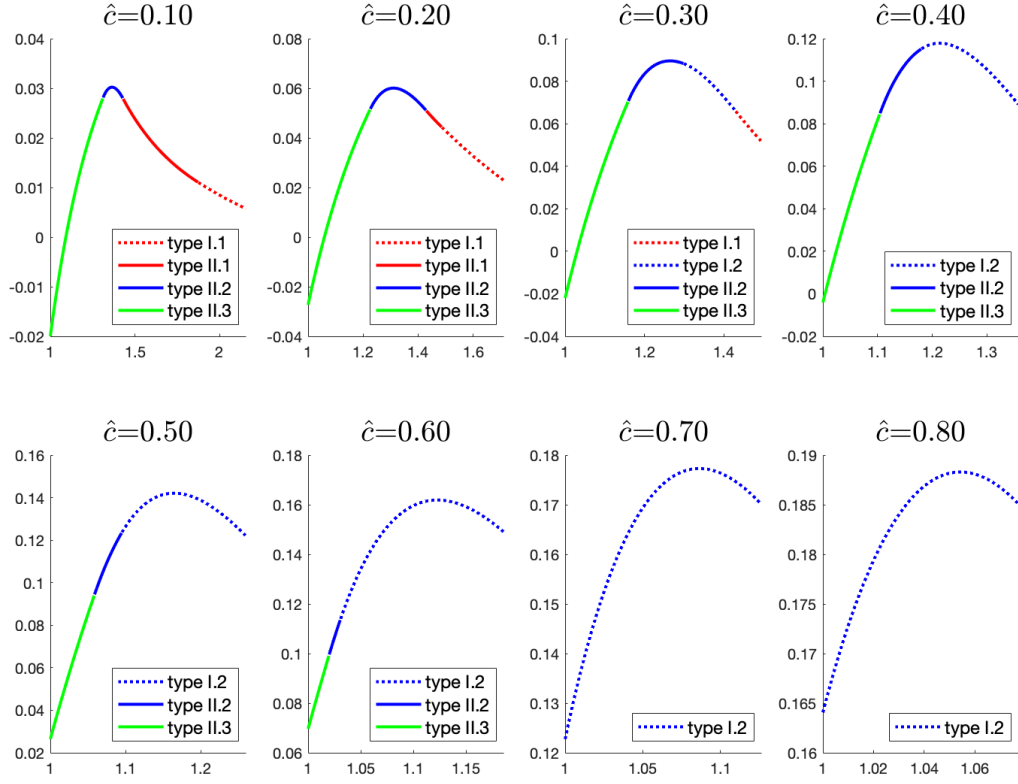 ĉ=0.10
0.04
0.03
0.02
0.01
0
-0.01
-0.02
1
1.5
2
type I.1
type II.1
type II.2
type II.3
ĉ=0.20
0.08
0.06
0.04
0.02
0
-0.02
-0.04
1
1.2
1.4
1.6
type I.1
type II.1
type II.2
type II.3
ĉ=0.30
0.1
0.08
0.06
0.04
0.02
0
-0.02
-0.04
1
1.2
1.4
type I.1
type I.2
type II.2
type II.3
ĉ=0.40
0.12
0.1
0.08
0.06
0.04
0.02
0
-0.02
1
1.1
1.2
1.3
type I.2
type II.2
type II.3
ĉ=0.50
0.16
0.14
0.12
0.1
0.08
0.06
0.04
0.02
1
1.1
1.2
type I.2
type II.2
type II.3
ĉ=0.60
0.18
0.16
0.14
0.12
0.1
0.08
0.06
1
1.05
1.1
1.15
type I.2
type II.2
type II.3
ĉ=0.70
0.18
0.17
0.16
0.15
0.14
0.13
0.12
1
1.05
1.1
type I.2
ĉ=0.80
0.19
0.185
0.18
0.175
0.17
0.165
0.16
1
1.02
1.04
1.06
type I.2